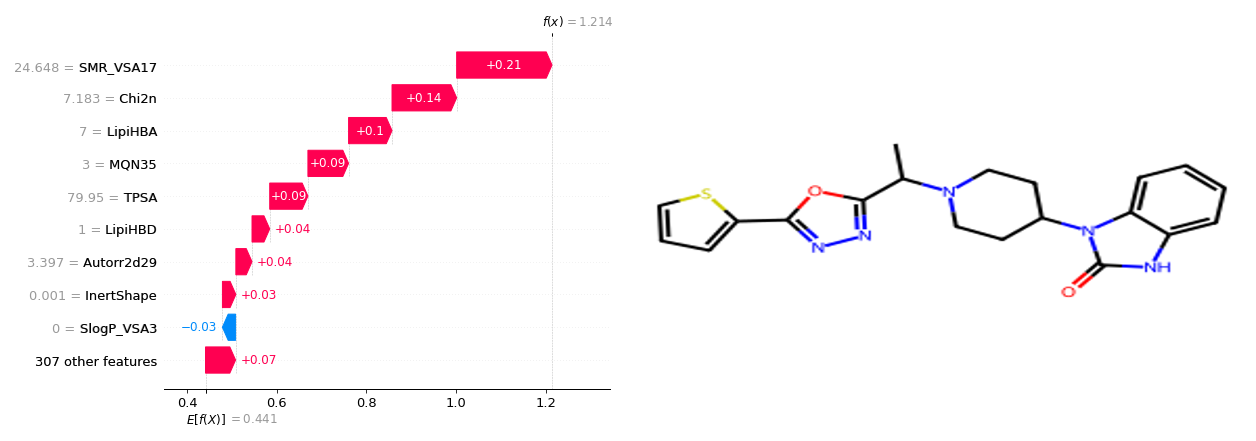 f(x) = 1.214
24.648 = SMR_VSA17
+0.21
7.183 = Chi2n
+0.14
7 = LipiHBA
+0.1
3 = MQN35
+0.09
79.95 = TPSA
+0.09
1 = LipiHBD
+0.04
3.397 = Autorr2d29
+0.04
0.001 = InertShape
+0.03
0 = SlogP_VSA3
−0.03
307 other features
+0.07
0.4 0.6 0.8 1.0 1.2
E[f(X)] = 0.441
S
O
N
N
N
N
NH
O